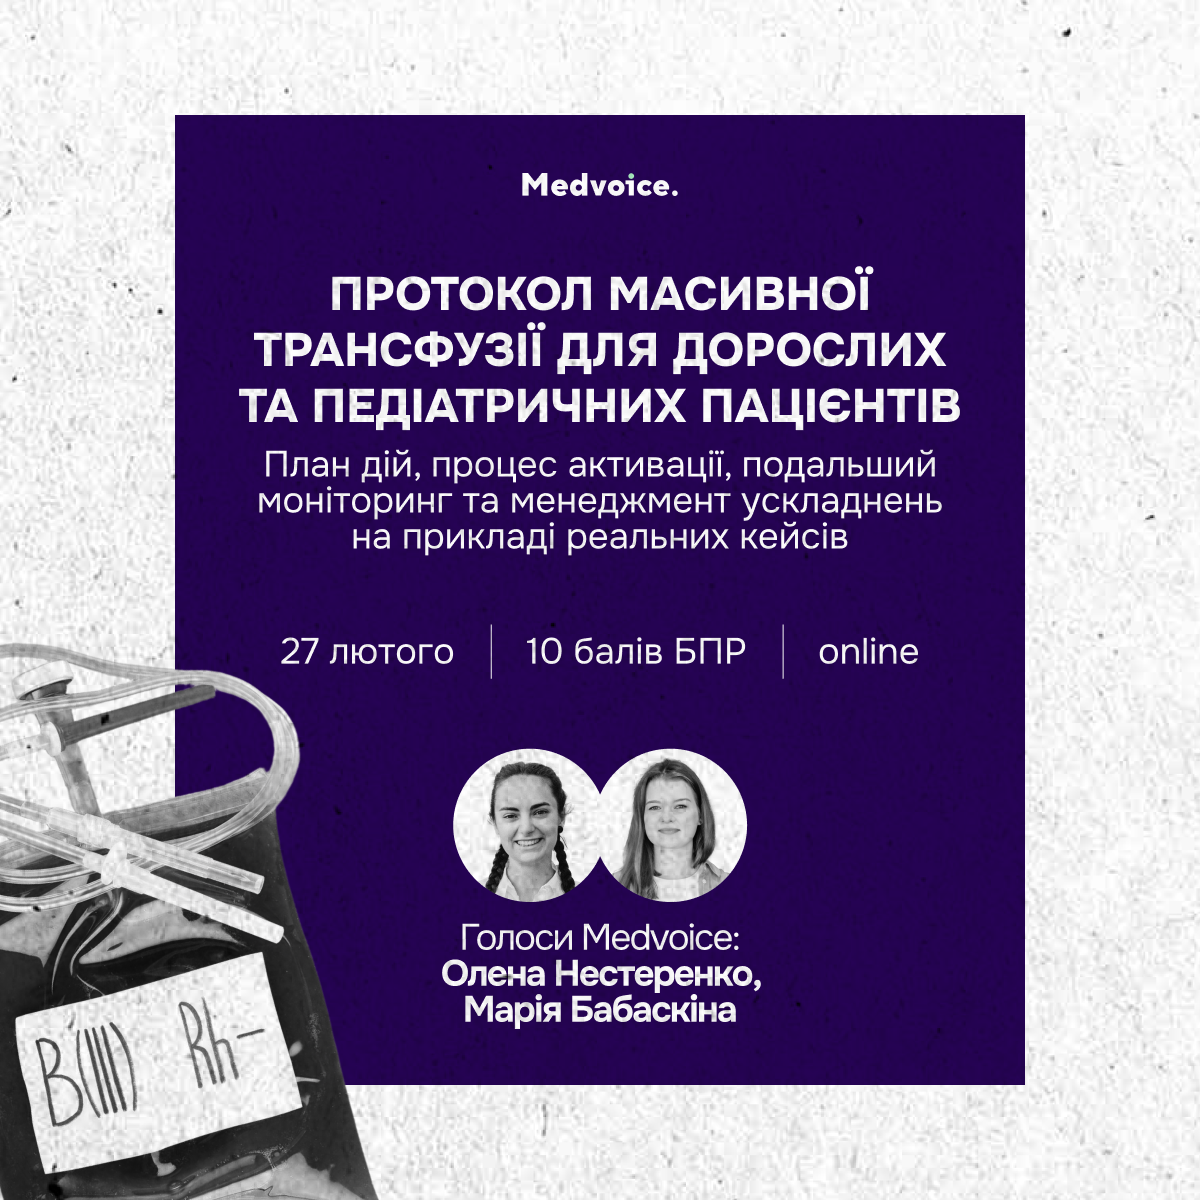 Medvoice.
ПРОТОКОЛ МАСИВНОЇ
ТРАНСФУЗІЇ ДЛЯ ДОРОСЛИХ
ТА ПЕДІАТРИЧНИХ ПАЦІЄНТІВ
План дій, процес активації, подальший
моніторинг та менеджмент ускладнень
на прикладі реальних кейсів
27 лютого | 10 балів БПР | online
Голоси Medvoice:
Олена Нестеренко,
Марія Бабаскіна
B(III) Rh-